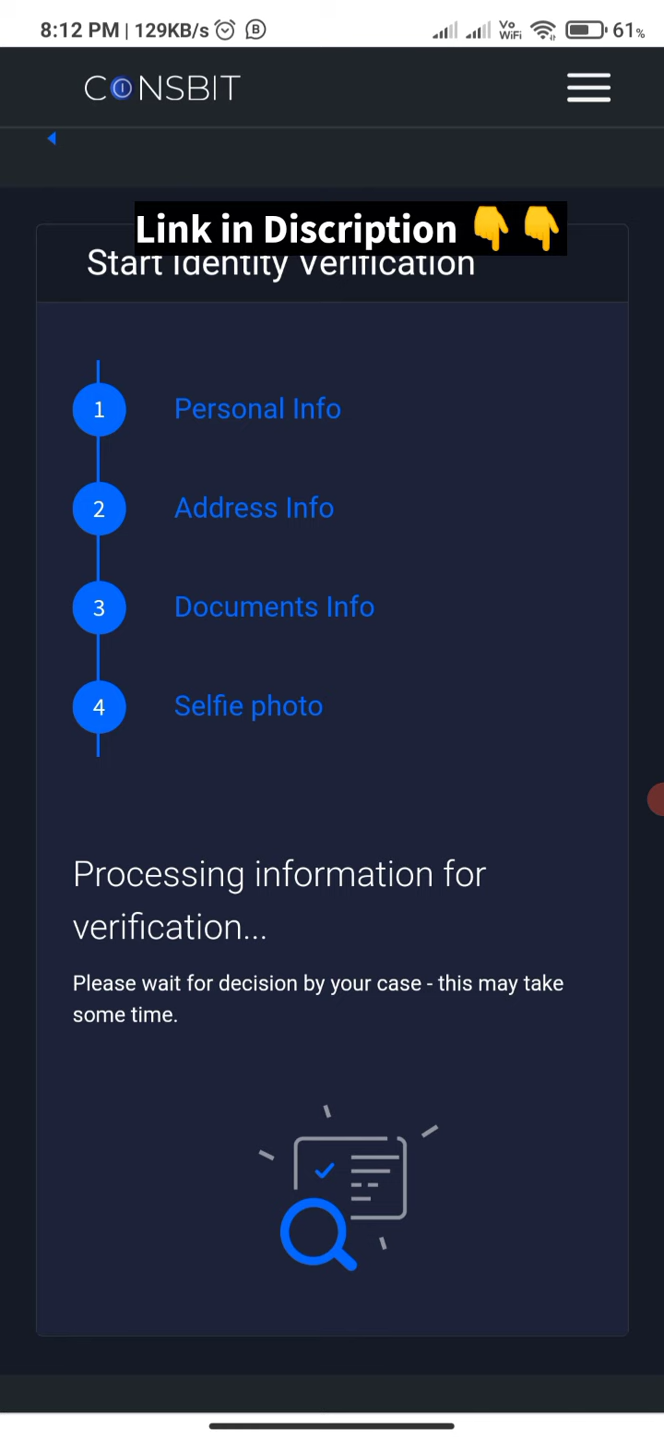 8:12 PM | 129KB/s B Vo WiFi 61%
CONSBIT
Link in Discription 👇👇
Start Identity Verification
1 Personal Info
2 Address Info
3 Documents Info
4 Selfie photo
Processing information for
verification...
Please wait for decision by your case - this may take
some time.